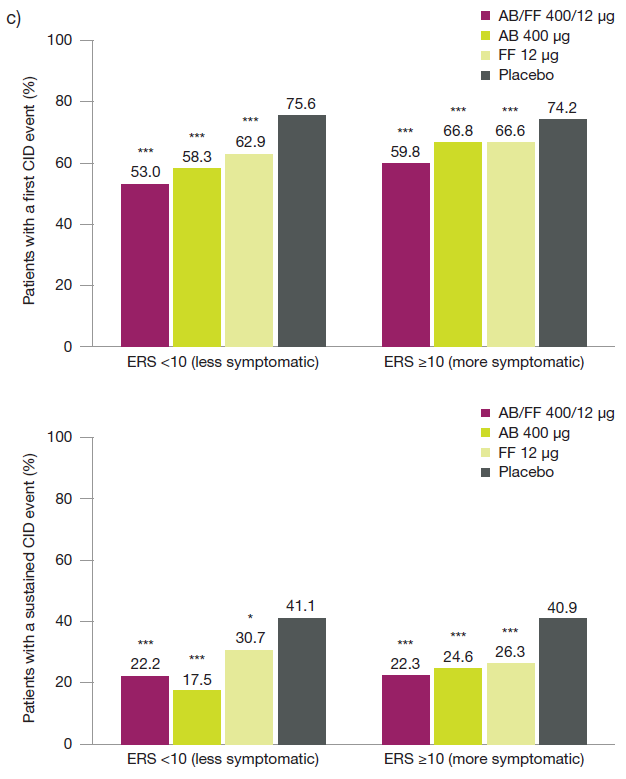 c)
AB/FF 400/12 µg
AB 400 µg
FF 12 µg
Placebo
Patients with a first CID event (%)
100
80
60
40
20
0
***
53.0
***
58.3
***
62.9
75.6
***
59.8
***
66.8
***
66.6
74.2
ERS <10 (less symptomatic)
ERS ≥10 (more symptomatic)
AB/FF 400/12 µg
AB 400 µg
FF 12 µg
Placebo
Patients with a sustained CID event (%)
100
80
60
40
20
0
***
22.2
***
17.5
*
30.7
41.1
***
22.3
***
24.6
***
26.3
40.9
ERS <10 (less symptomatic)
ERS ≥10 (more symptomatic)